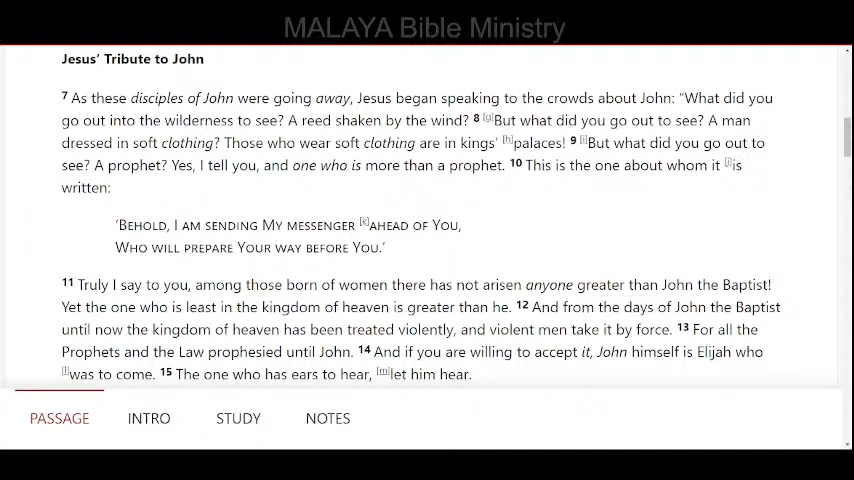 MALAYA Bible Ministry
Jesus' Tribute to John
7 As these disciples of John were going away, Jesus began speaking to the crowds about John: “What did you
go out into the wilderness to see? A reed shaken by the wind? 8 [g]But what did you go out to see? A man
dressed in soft clothing? Those who wear soft clothing are in kings’ [h]palaces! 9 [i]But what did you go out to
see? A prophet? Yes, I tell you, and one who is more than a prophet. 10 This is the one about whom it [j]is
written:
‘Behold, I am sending My messenger [k]ahead of You,
Who will prepare Your way before You.’
11 Truly I say to you, among those born of women there has not arisen anyone greater than John the Baptist!
Yet the one who is least in the kingdom of heaven is greater than he. 12 And from the days of John the Baptist
until now the kingdom of heaven has been treated violently, and violent men take it by force. 13 For all the
Prophets and the Law prophesied until John. 14 And if you are willing to accept it, John himself is Elijah who
[l]was to come. 15 The one who has ears to hear, [m]let him hear.
PASSAGE INTRO STUDY NOTES